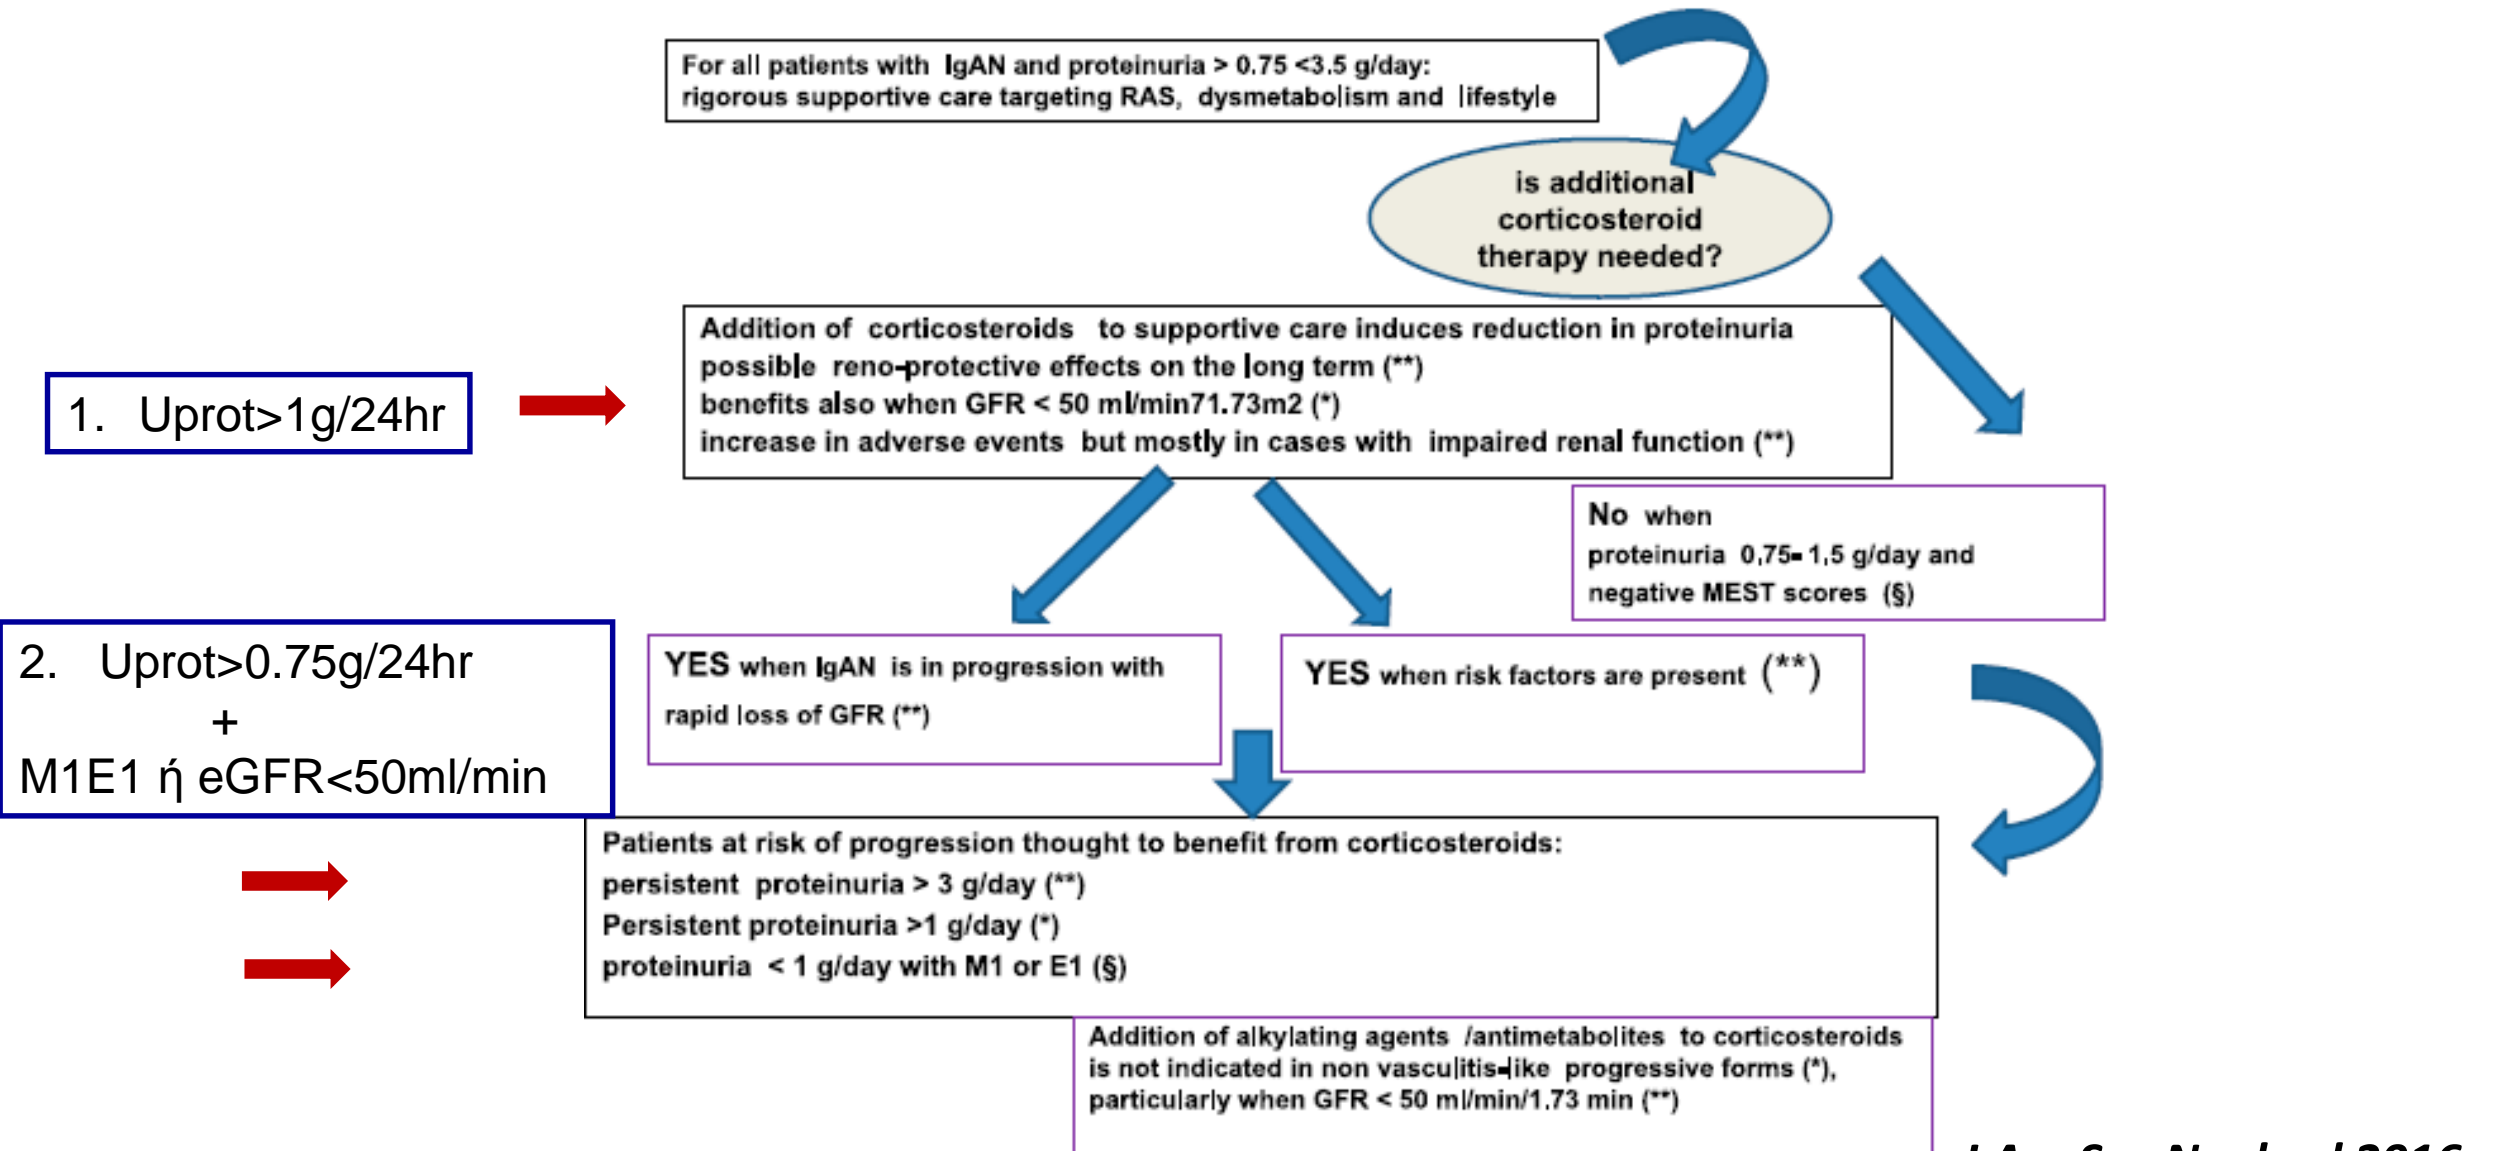 For all patients with IgAN and proteinuria > 0.75 <3.5 g/day:
rigorous supportive care targeting RAS, dysmetabolism and lifestyle
is additional
corticosteroid
therapy needed?
Addition of corticosteroids to supportive care induces reduction in proteinuria
possible reno-protective effects on the long term (**)
benefits also when GFR < 50 ml/min71.73m2 (*)
increase in adverse events but mostly in cases with impaired renal function (**)
1. Uprot>1g/24hr
No when
proteinuria 0,75- 1,5 g/day and
negative MEST scores (§)
2. Uprot>0.75g/24hr
+
M1E1 ή eGFR<50ml/min
YES when IgAN is in progression with
rapid loss of GFR (**)
YES when risk factors are present (**)
Patients at risk of progression thought to benefit from corticosteroids:
persistent proteinuria > 3 g/day (**)
Persistent proteinuria >1 g/day (*)
proteinuria < 1 g/day with M1 or E1 (§)
Addition of alkylating agents /antimetabolites to corticosteroids
is not indicated in non vasculitis-like progressive forms (*),
particularly when GFR < 50 ml/min/1.73 min (**)